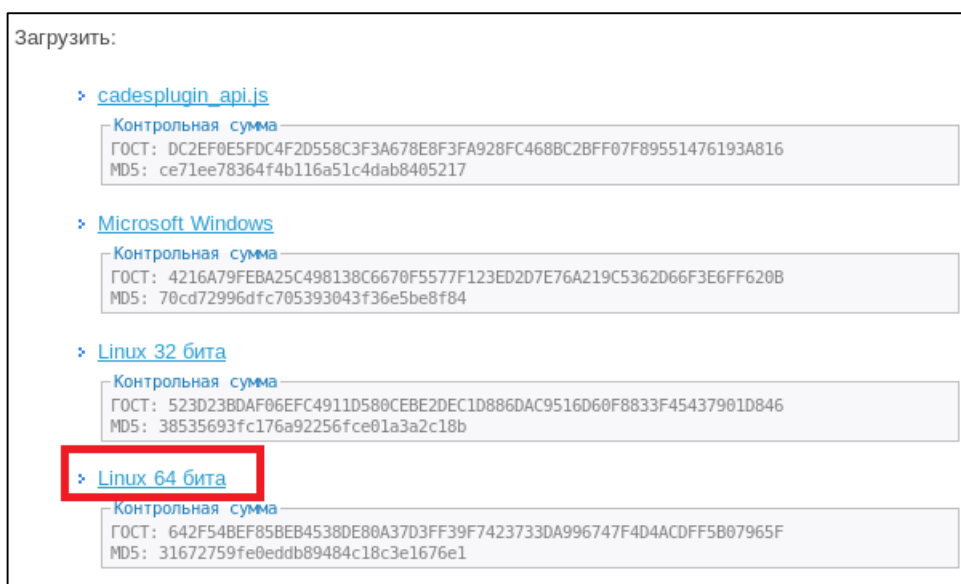 Загрузить:
cadesplugin_api.js
Контрольная сумма
ГОСТ: DC2EF0E5FDC4F2D558C3F3A678E8F3FA928FC468BC2BFF07F89551476193A816
MD5: ce71ee78364f4b116a51c4dab8405217
Microsoft Windows
Контрольная сумма
ГОСТ: 4216A79FEBA25C498138C6670F5577F123ED2D7E76A219C5362D66F3E6FF620B
MD5: 70cd72996dfc705393043f36e5be8f84
Linux 32 бита
Контрольная сумма
ГОСТ: 523D23BDAF06EFC4911D580CEBE2DEC1D886DAC9516D60F8833F45437901D846
MD5: 38535693fc176a92256fce01a3a2c18b
Linux 64 бита
Контрольная сумма
ГОСТ: 642F54BEF85BEB4538DE80A37D3FF39F7423733DA996747F4D4ACDFF5B07965F
MD5: 31672759fe0eddb89484c18c3e1676e1